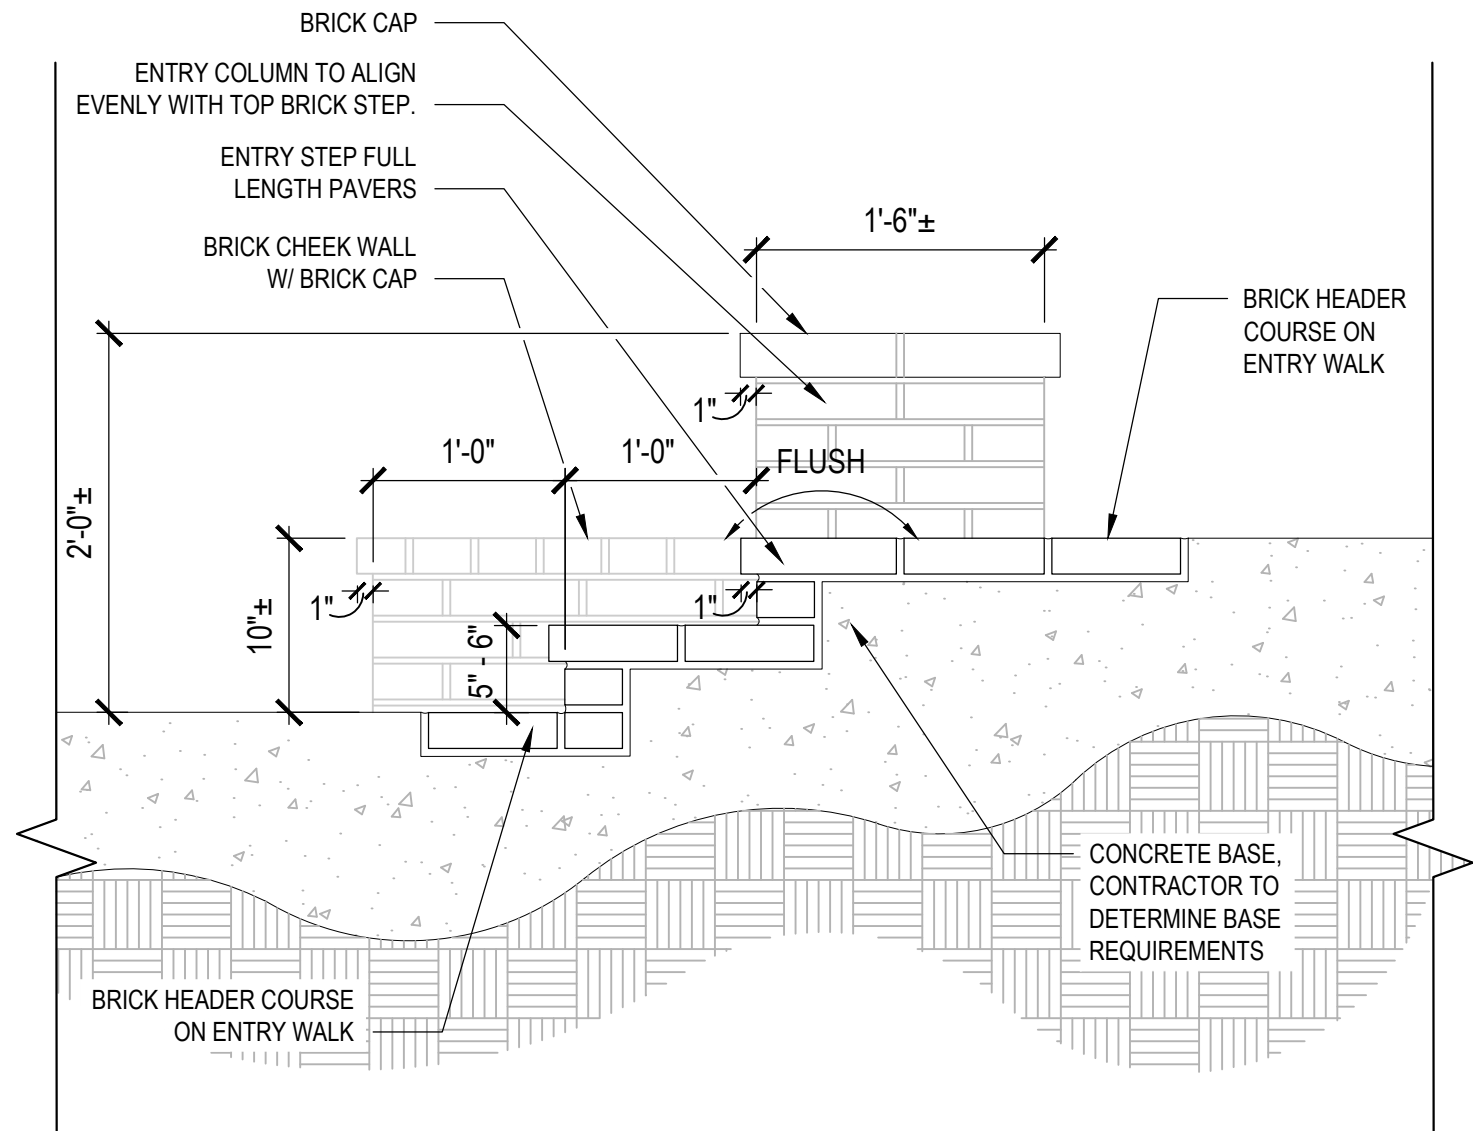 BRICK CAP
ENTRY COLUMN TO ALIGN
EVENLY WITH TOP BRICK STEP.
ENTRY STEP FULL
LENGTH PAVERS
BRICK CHEEK WALL
W/ BRICK CAP
1'-6"±
BRICK HEADER
COURSE ON
ENTRY WALK
1"
1'-0"
1'-0"
FLUSH
2'-0"±
10"±
1"
1"
5" - 6"
CONCRETE BASE,
CONTRACTOR TO
DETERMINE BASE
REQUIREMENTS
BRICK HEADER COURSE
ON ENTRY WALK